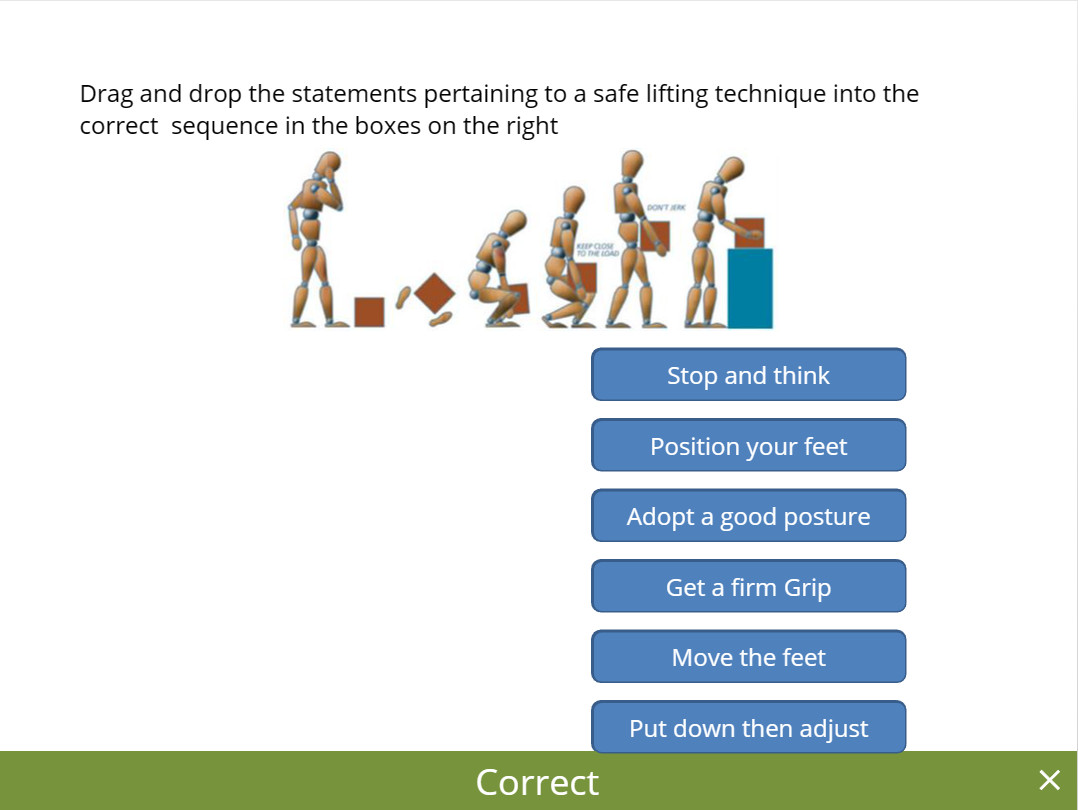 Drag and drop the statements pertaining to a safe lifting technique into the
correct  sequence in the boxes on the right
DON'T JERK
KEEP CLOSE
TO THE LOAD
Stop and think
Position your feet
Adopt a good posture
Get a firm Grip
Move the feet
Put down then adjust
Correct